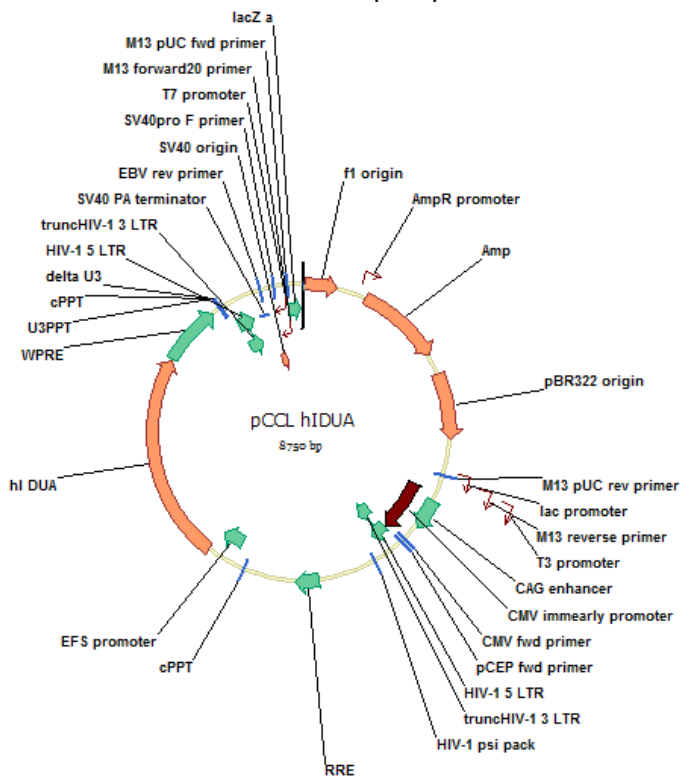 lacZ a
M13 pUC fwd primer
M13 forward20 primer
T7 promoter
SV40pro F primer
SV40 origin
EBV rev primer
SV40 PA terminator
truncHIV-1 3 LTR
HIV-1 5 LTR
delta U3
cPPT
U3PPT
WPRE
hI DUA
EFS promoter
cPPT
RRE
f1 origin
AmpR promoter
Amp
pBR322 origin
M13 pUC rev primer
lac promoter
M13 reverse primer
T3 promoter
CAG enhancer
CMV immearly promoter
CMV fwd primer
pCEP fwd primer
HIV-1 5 LTR
truncHIV-1 3 LTR
HIV-1 psi pack
pCCL hIDUA
8750 bp